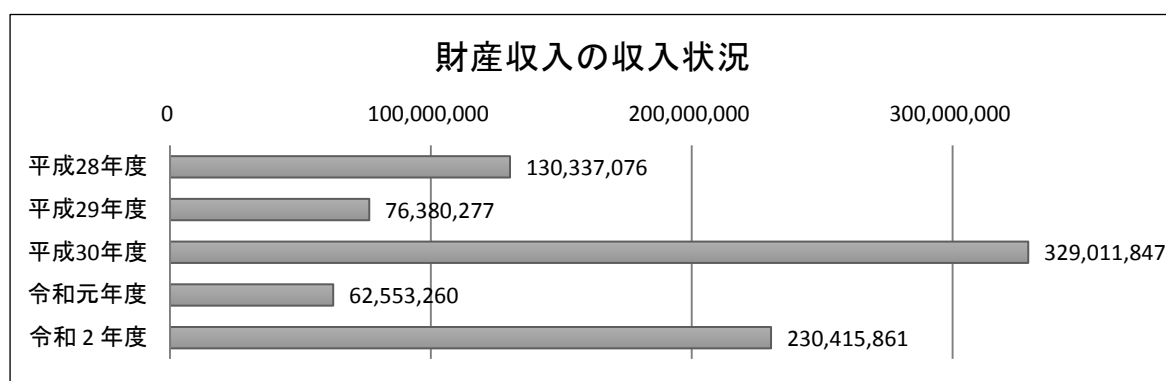 財産収入の収入状況
0 100,000,000 200,000,000 300,000,000
平成28年度 130,337,076
平成29年度 76,380,277
平成30年度 329,011,847
令和元年度 62,553,260
令和２年度 230,415,861